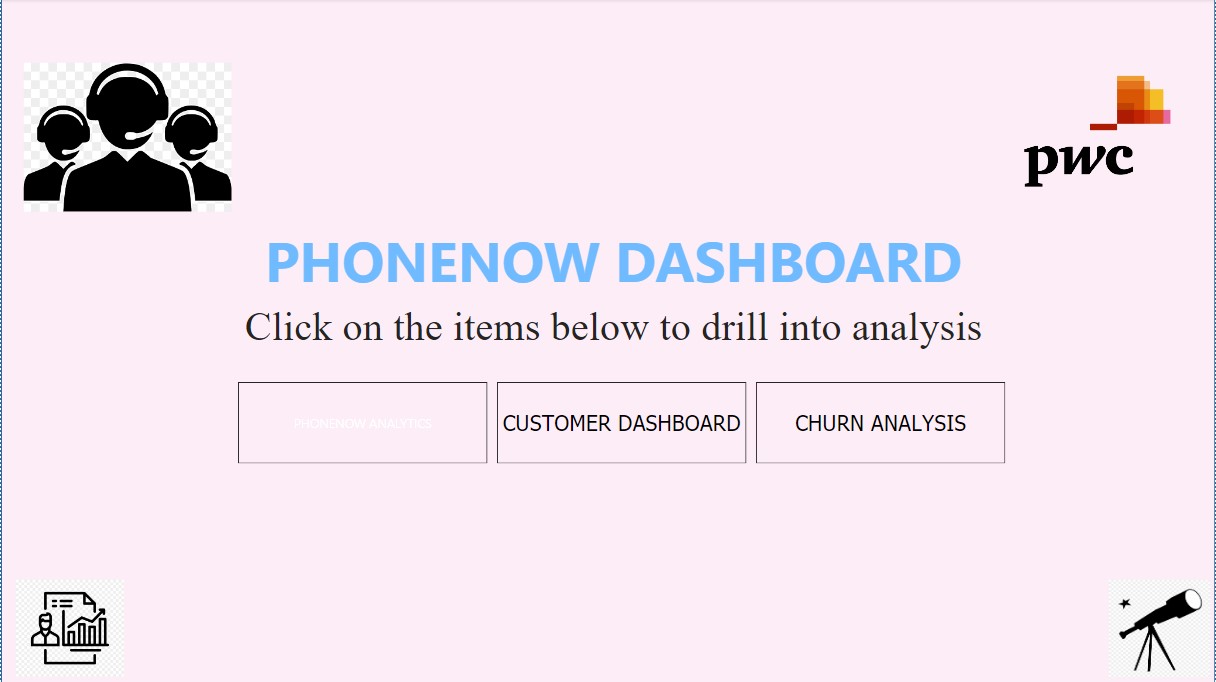 pwc
PHONENOW DASHBOARD
Click on the items below to drill into analysis
PHONENOW ANALYTICS
CUSTOMER DASHBOARD
CHURN ANALYSIS